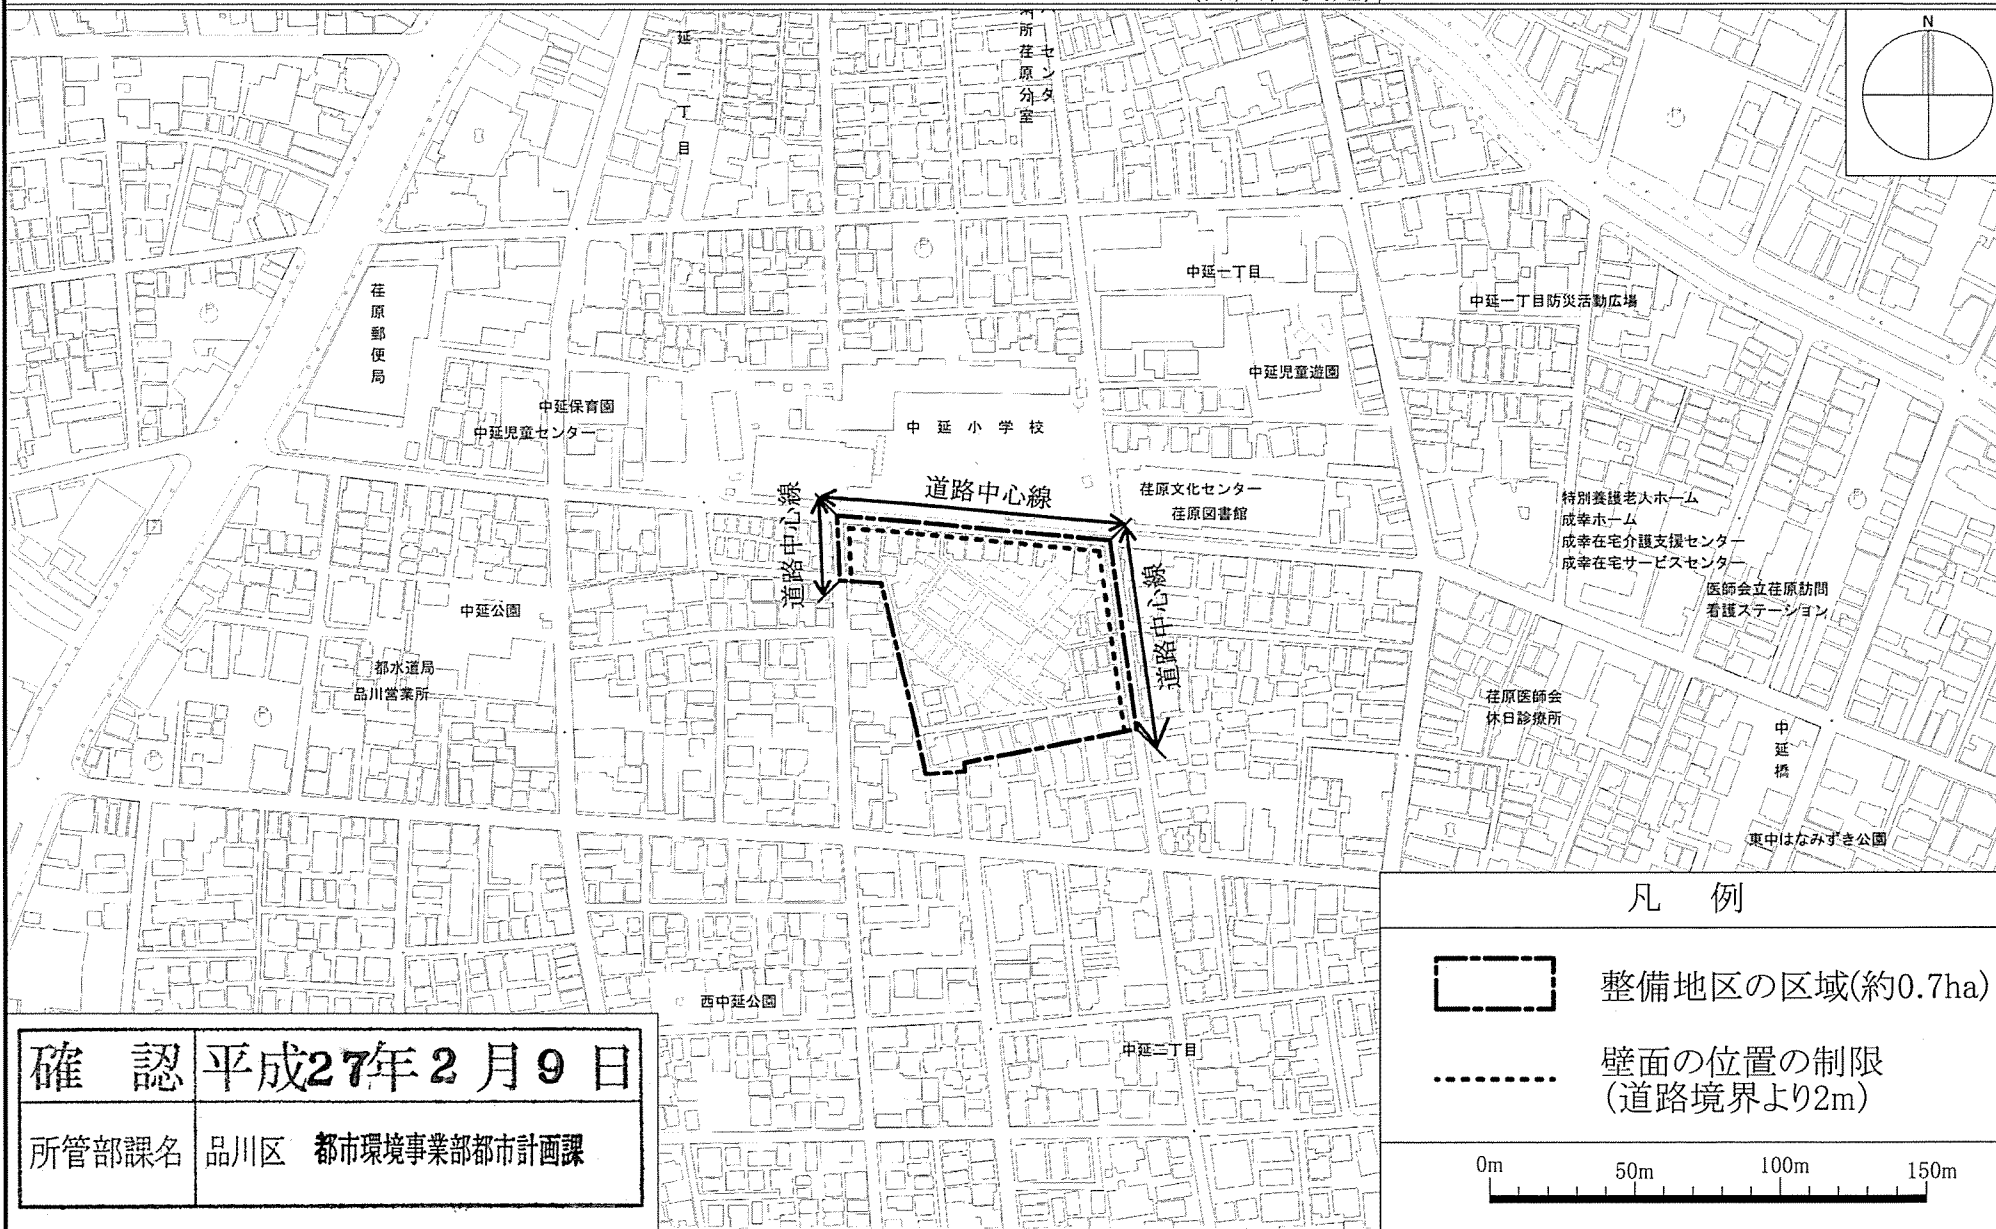 N
延一丁目
所荏原分室
センタ
中延一丁目
中延一丁目防災活動広場
荏原郵便局
中延児童遊園
中延保育園
中延児童センター
中延小学校
道路中心線
道路中心線
道路中心線
荏原文化センター
荏原図書館
特別養護老人ホーム
成幸ホーム
成幸在宅介護支援センター
成幸在宅サービスセンター
医師会立荏原訪問
看護ステーション
中延公園
都水道局
品川営業所
荏原医師会
休日診療所
中延橋
東中はなみずき公園
西中延公園
中延二丁目
凡例
整備地区の区域(約0.7ha)
壁面の位置の制限
(道路境界より2m)
0m 50m 100m 150m
確認 平成27年2月9日
所管部課名 品川区 都市環境事業部都市計画課